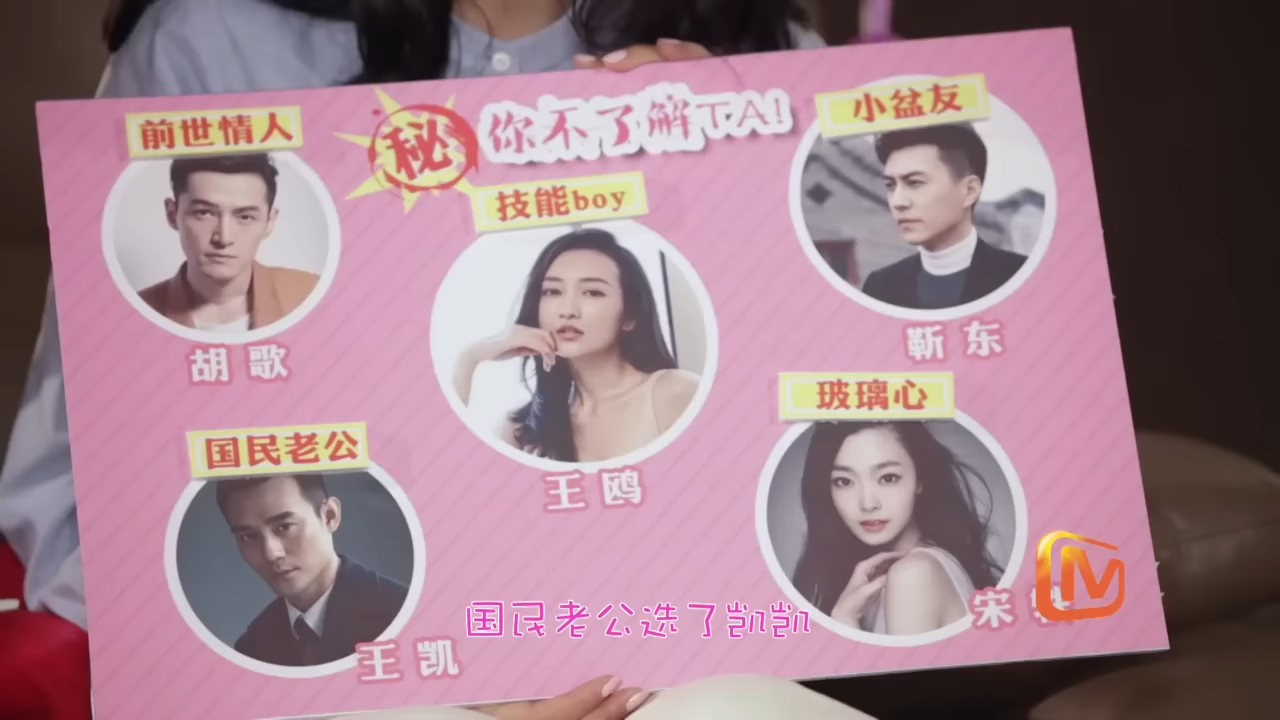 前世情人
秘
你不了解TA!
小盆友
技能boy
胡歌
靳东
国民老公
玻璃心
王鸥
王凯
宋
国民老公选了凯凯